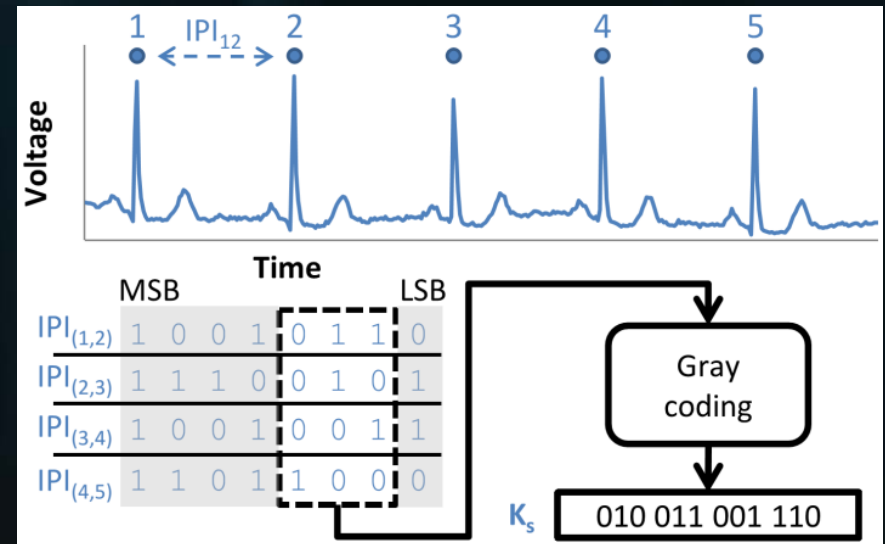 1 2 3 4 5
IPI12
Voltage
Time
MSB LSB
IPI(1,2) 1 0 0 1 0 1 1 0
IPI(2,3) 1 1 1 0 0 1 0 1
IPI(3,4) 1 0 0 1 0 0 1 1
IPI(4,5) 1 1 0 1 1 0 0 0
Gray
coding
Ks 010 011 001 110